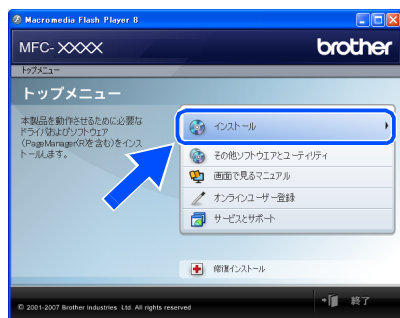 Macromedia Flash Player 8
MFC-XXXX
brother
トップメニュー
トップメニュー
本製品を動作させるために必要な
ドライバおよびソフトウェア
（PageManager(R)を含む）をインス
トールします。
インストール
その他ソフトウエアとユーティリティ
画面で見るマニュアル
オンラインユーザー登録
サービスとサポート
修復インストール
© 2001-2007 Brother Industries Ltd. All rights reserved
終了